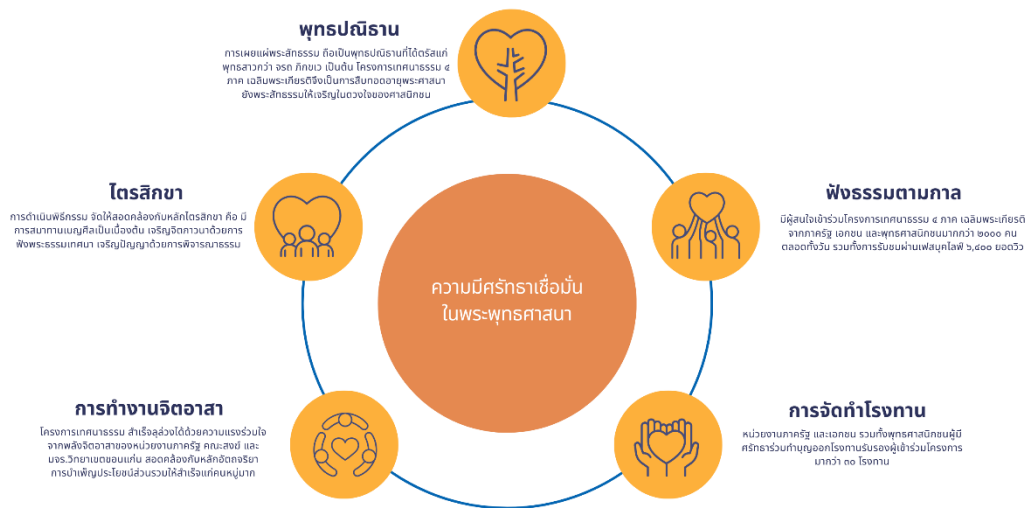 พุทธปณิธาน
การเผยแผ่พระสัทธรรม ถือเป็นพุทธปณิธานที่ได้ตรัสแก่
พุทธสาวกว่า จรถ ภิกขเว เป็นต้น โครงการเทศนาธรรม ๔
ภาค เฉลิมพระเกียรติจึงเป็นการสืบทอดอายุพระศาสนา
ยังพระสัทธรรมให้เจริญในดวงใจของศาสนิกชน
ไตรสิกขา
การดำเนินพิธีกรรม จัดให้สอดคล้องกับหลักไตรสิกขา คือ มี
การสมาทานเบญศีลเป็นเบื้องต้น เจริญจิตภาวนาด้วยการ
ฟังพระธรรมเทศนา เจริญปัญญาด้วยการพิจารณาธรรม
ฟังธรรมตามกาล
มีผู้สนใจเข้าร่วมโครงการเทศนาธรรม ๔ ภาค เฉลิมพระเกียรติ
จากภาครัฐ เอกชน และพุทธศาสนิกชนมากกว่า ๒๐๐๐ คน
ตลอดทั้งวัน รวมทั้งการรับชมผ่านเฟสบุคไลฟ์ ๖,๔๐๐ ยอดวิว
ความมีศรัทธาเชื่อมั่น
ในพระพุทธศาสนา
การทำงานจิตอาสา
โครงการเทศนาธรรม สำเร็จลุล่วงได้ด้วยความแรงร่วมใจ
จากพลังจิตอาสาของหน่วยงานภาครัฐ คณะสงฆ์ และ
มจร.วิทยาเขตขอนแก่น สอดคล้องกับหลักอัตถจริยา
การบำเพ็ญประโยชน์ส่วนรวมให้สำเร็จแก่คนหมู่มาก
การจัดทำโรงทาน
หน่วยงานภาครัฐ และเอกชน รวมทั้งพุทธศาสนิกชนผู้มี
ศรัทธาร่วมทำบุญออกโรงทานรับรองผู้เข้าร่วมโครงการ
มากว่า ๑๐ โรงทาน